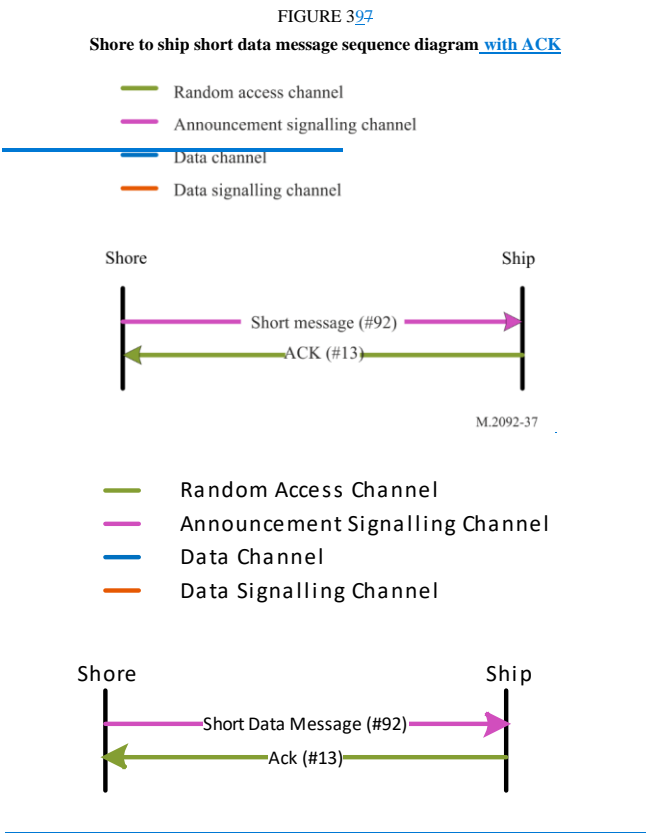 FIGURE 397
Shore to ship short data message sequence diagram with ACK
Random access channel
Announcement signalling channel
Data channel
Data signalling channel
Shore Ship
Short message (#92)
ACK (#13)
M.2092-37
Random Access Channel
Announcement Signalling Channel
Data Channel
Data Signalling Channel
Shore Ship
Short Data Message (#92)
Ack (#13)